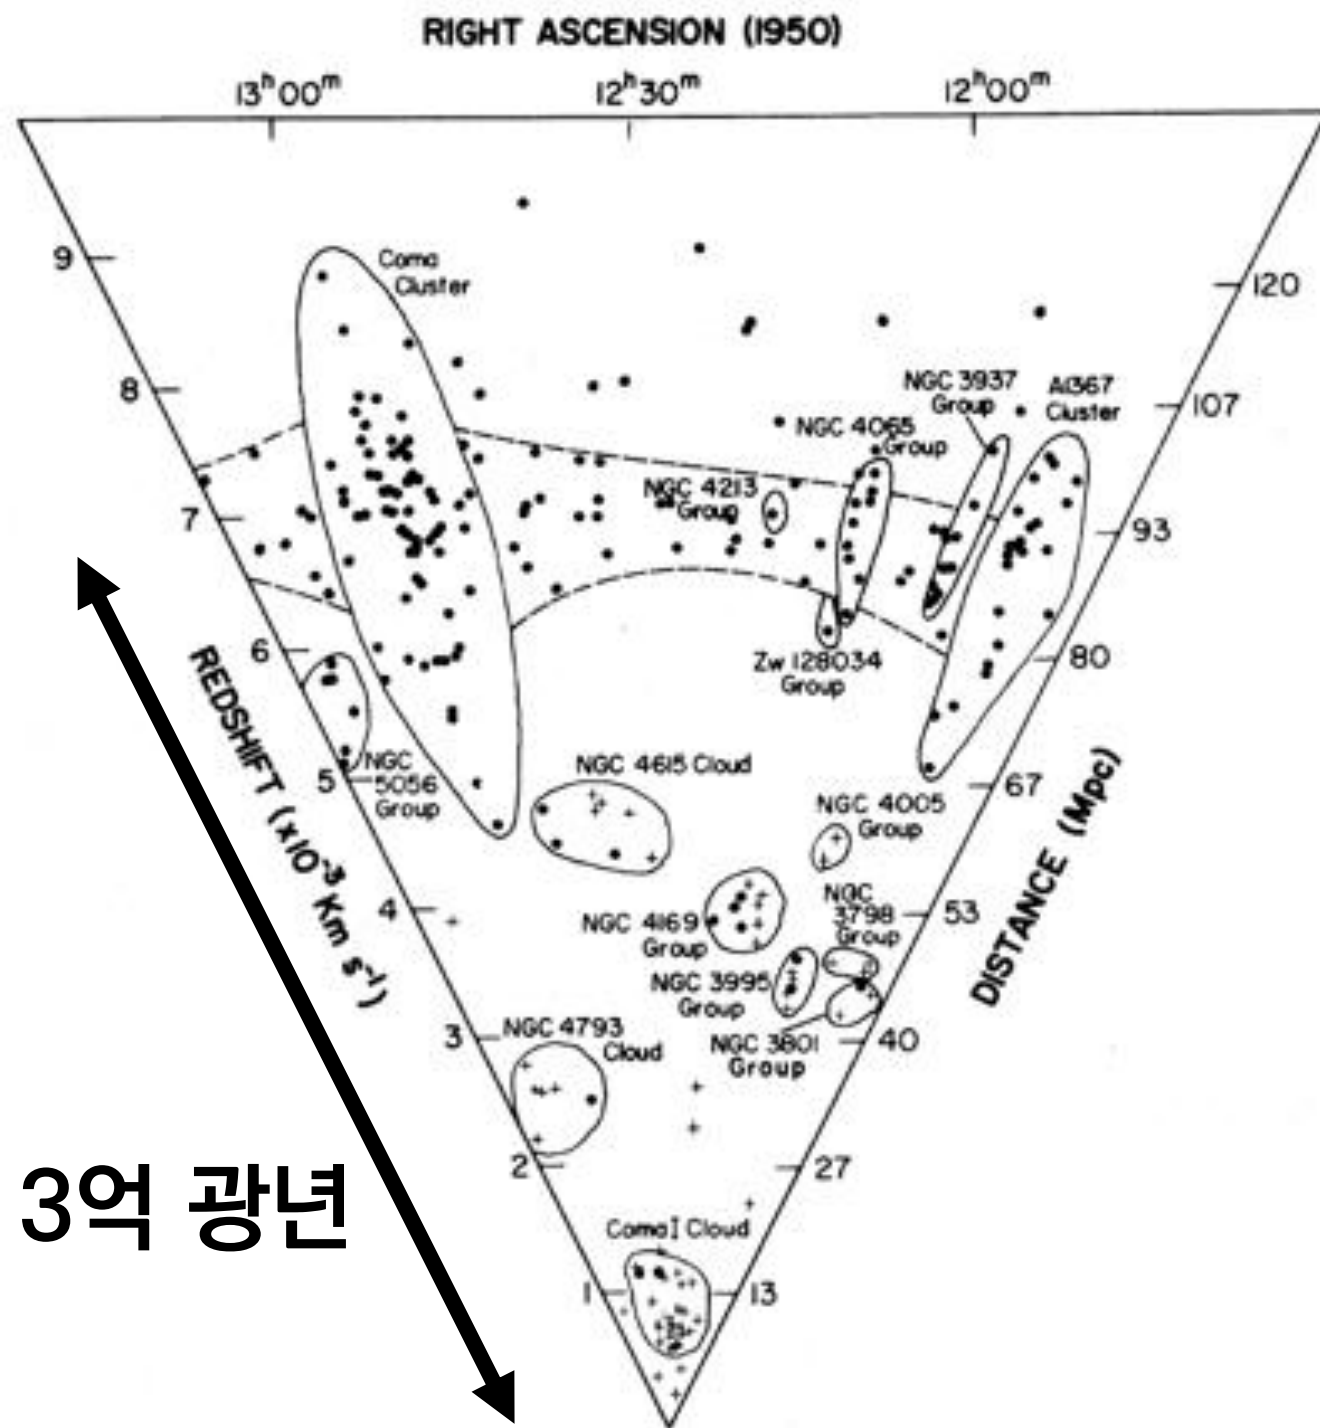 RIGHT ASCENSION (1950)
13ʰ00ᵐ
12ʰ30ᵐ
12ʰ00ᵐ
9
Coma
Cluster
120
8
NGC 3937
Group
A1367
Cluster
107
NGC 4065
Group
NGC 4213
Group
7
93
6
Zw 128034
Group
80
REDSHIFT (x10⁻³ Km s⁻¹)
5
NGC
5056
Group
NGC 4615 Cloud
67
NGC 4005
Group
DISTANCE (Mpc)
4
NGC 4169
Group
NGC
3798
Group
53
NGC 3995
Group
3
NGC 4793
Cloud
NGC 3801
Group
40
2
27
3억 광년
Coma I Cloud
1
13